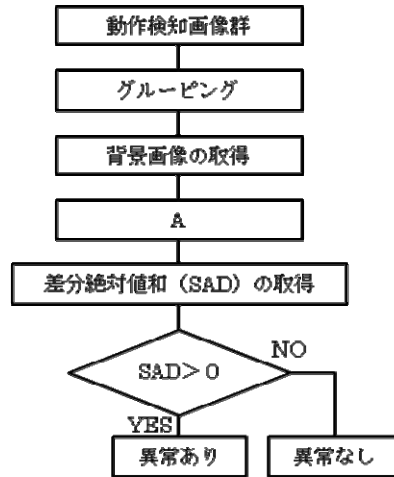 動作検知画像群
グルーピング
背景画像の取得
A
差分絶対値和（SAD）の取得
SAD＞0
NO
YES
異常あり
異常なし